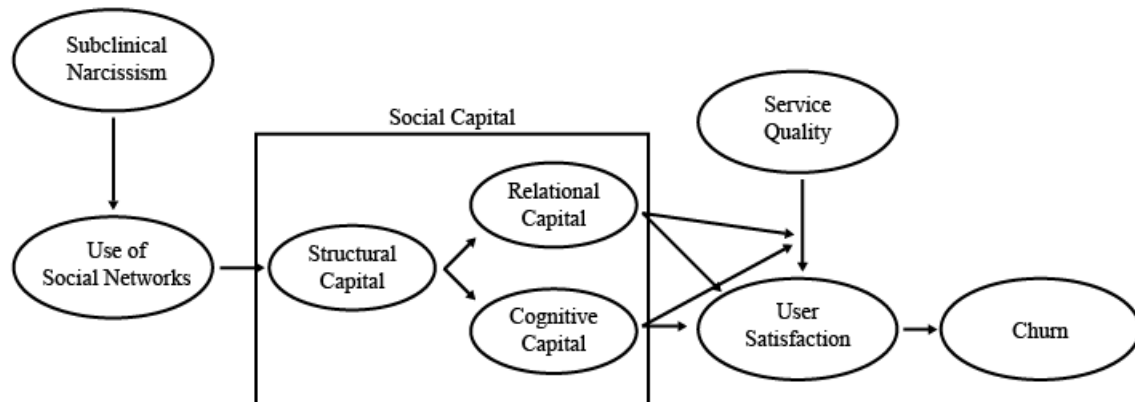 Subclinical
Narcissism
Use of
Social Networks
Social Capital
Structural
Capital
Relational
Capital
Cognitive
Capital
Service
Quality
User
Satisfaction
Churn